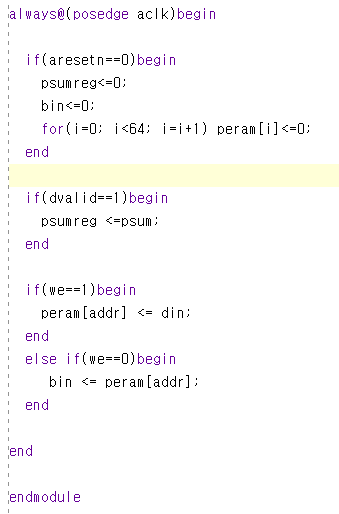 always@(posedge aclk)begin
if(aresetn==0)begin
psumreg<=0;
bin<=0;
for(i=0; i<64; i=i+1) peram[i]<=0;
end
if(dvalid==1)begin
psumreg <=psum;
end
if(we==1)begin
peram[addr] <= din;
end
else if(we==0)begin
bin <= peram[addr];
end
end
endmodule